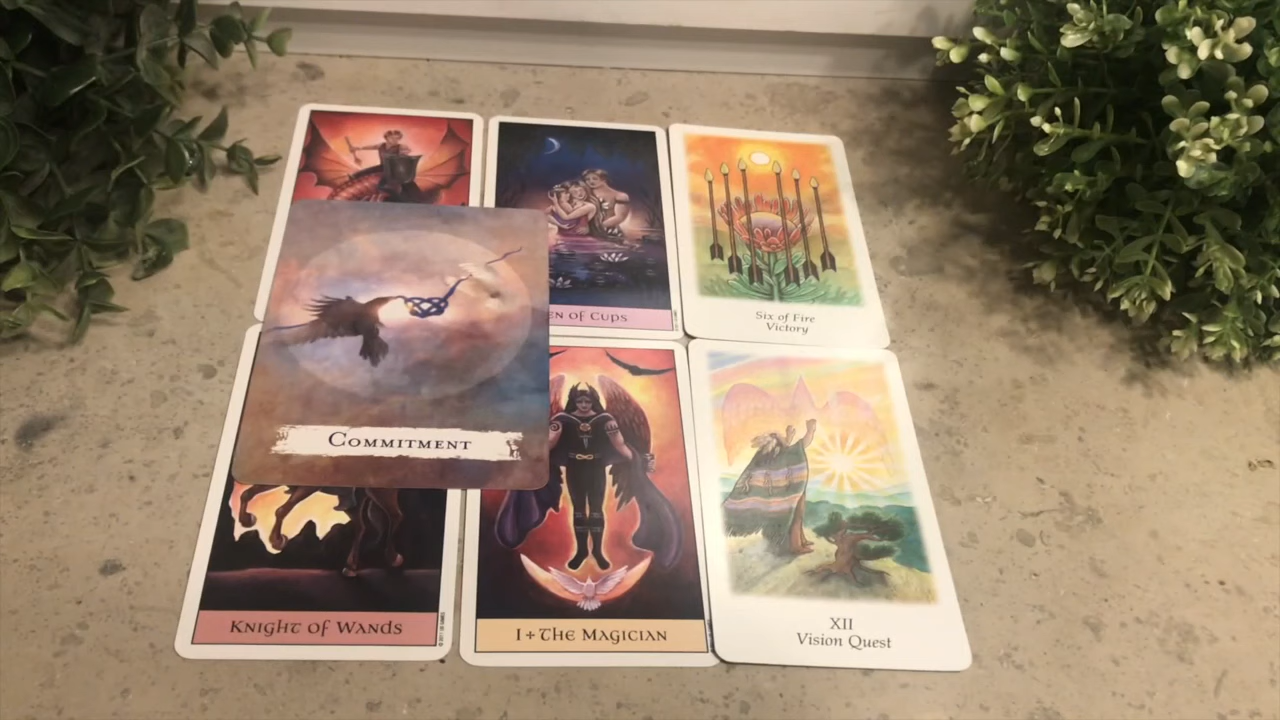 EN OF CUPS
Six of Fire
Victory
COMMITMENT
KNIGHT OF WANDS
I + THE MAGICIAN
XII
Vision Quest